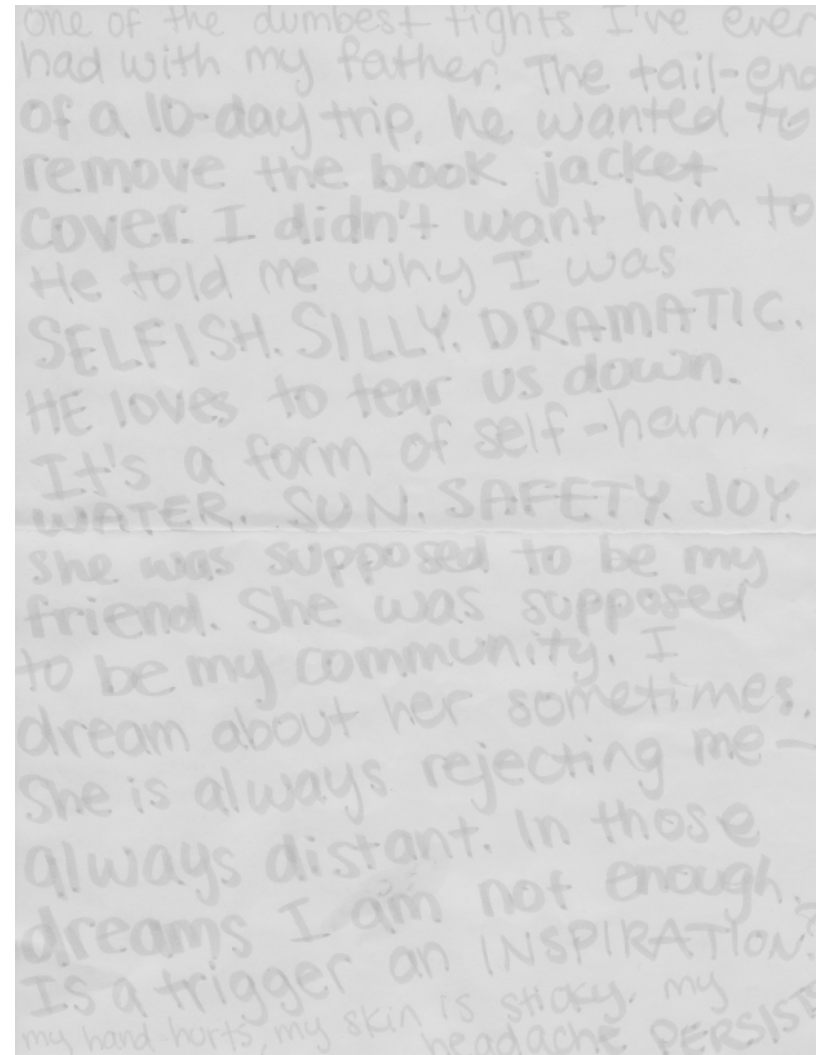 one of the dumbest fights I've ever
had with my father. The tail-end
of a 10-day trip, he wanted to
remove the book jacket
cover. I didn't want him to
He told me why I was
SELFISH. SILLY. DRAMATIC.
HE loves to tear us down.
It's a form of self-harm.
WATER. SUN. SAFETY. JOY.
she was supposed to be my
friend. She was supposed
to be my community. I
dream about her sometimes.
She is always rejecting me—
always distant. In those
dreams I am not enough.
Is a trigger an INSPIRATION?
my hand hurts, my skin is sticky. my
headache PERSISTS